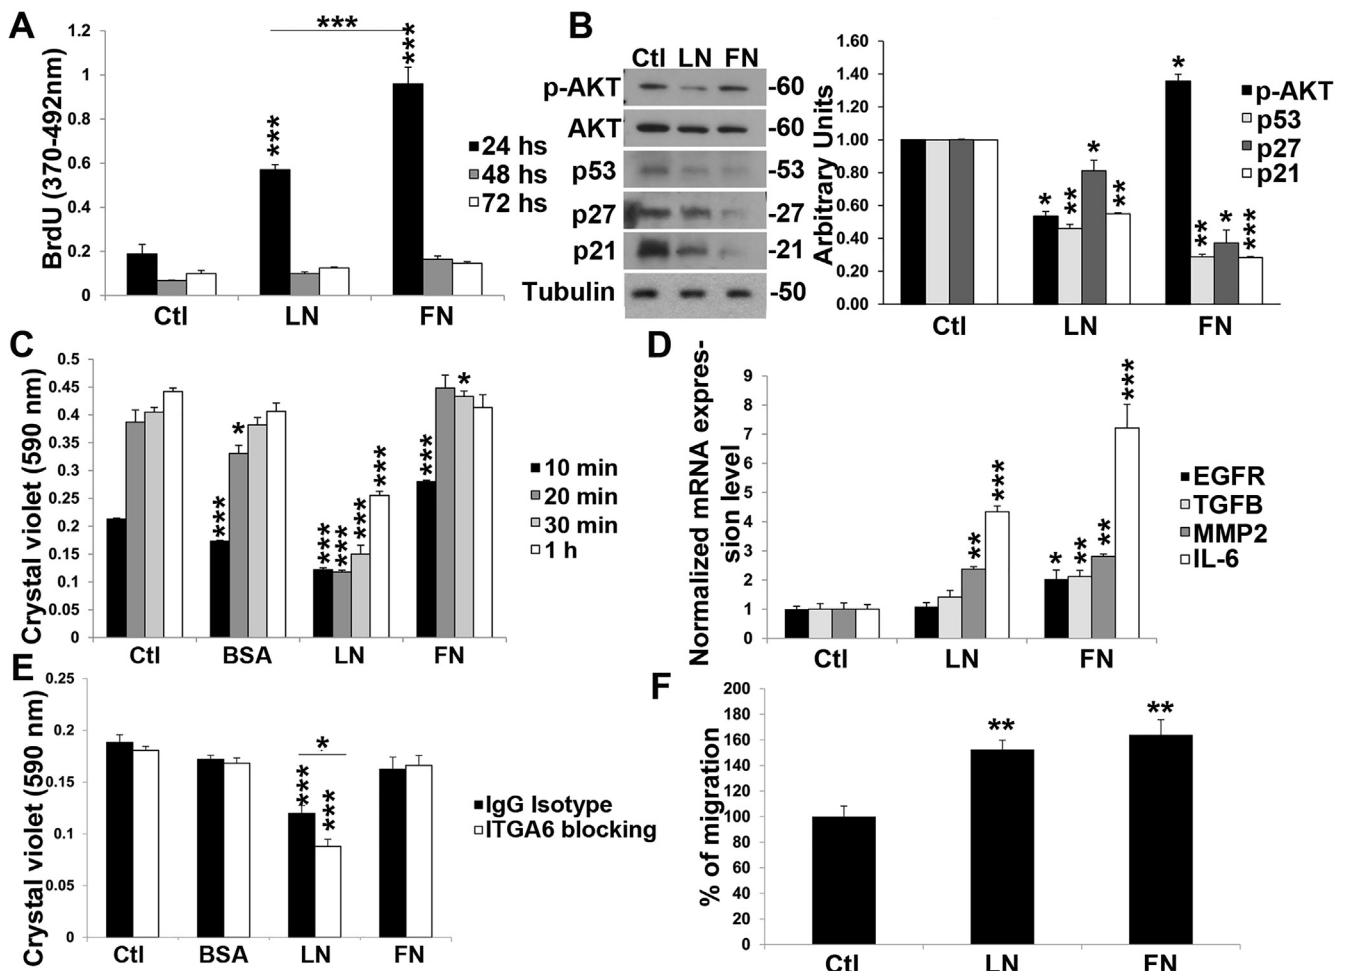 A
BrdU (370-492nm)
1.2
1
0.8
0.6
0.4
0.2
0
***
***
***
24 hs
48 hs
72 hs
Ctl LN FN
B
Ctl LN FN
p-AKT -60
AKT -60
p53 -53
p27 -27
p21 -21
Tubulin -50
Arbitrary Units
1.60
1.40
1.20
1.00
0.80
0.60
0.40
0.20
0.00
* ** * **
* ** * ***
p-AKT
p53
p27
p21
Ctl LN FN
C
Crystal violet (590 nm)
0.5
0.45
0.4
0.35
0.3
0.25
0.2
0.15
0.1
0.05
0
*** *
*** *** *** ***
*** *
10 min
20 min
30 min
1 h
Ctl BSA LN FN
D
Normalized mRNA expres-
sion level
9
8
7
6
5
4
3
2
1
0
** ***
* ** ** ***
EGFR
TGFB
MMP2
IL-6
Ctl LN FN
E
Crystal violet (590 nm)
0.25
0.2
0.15
0.1
0.05
0
*
*** ***
IgG Isotype
ITGA6 blocking
Ctl BSA LN FN
F
% of migration
200
180
160
140
120
100
80
60
40
20
0
** **
Ctl LN FN